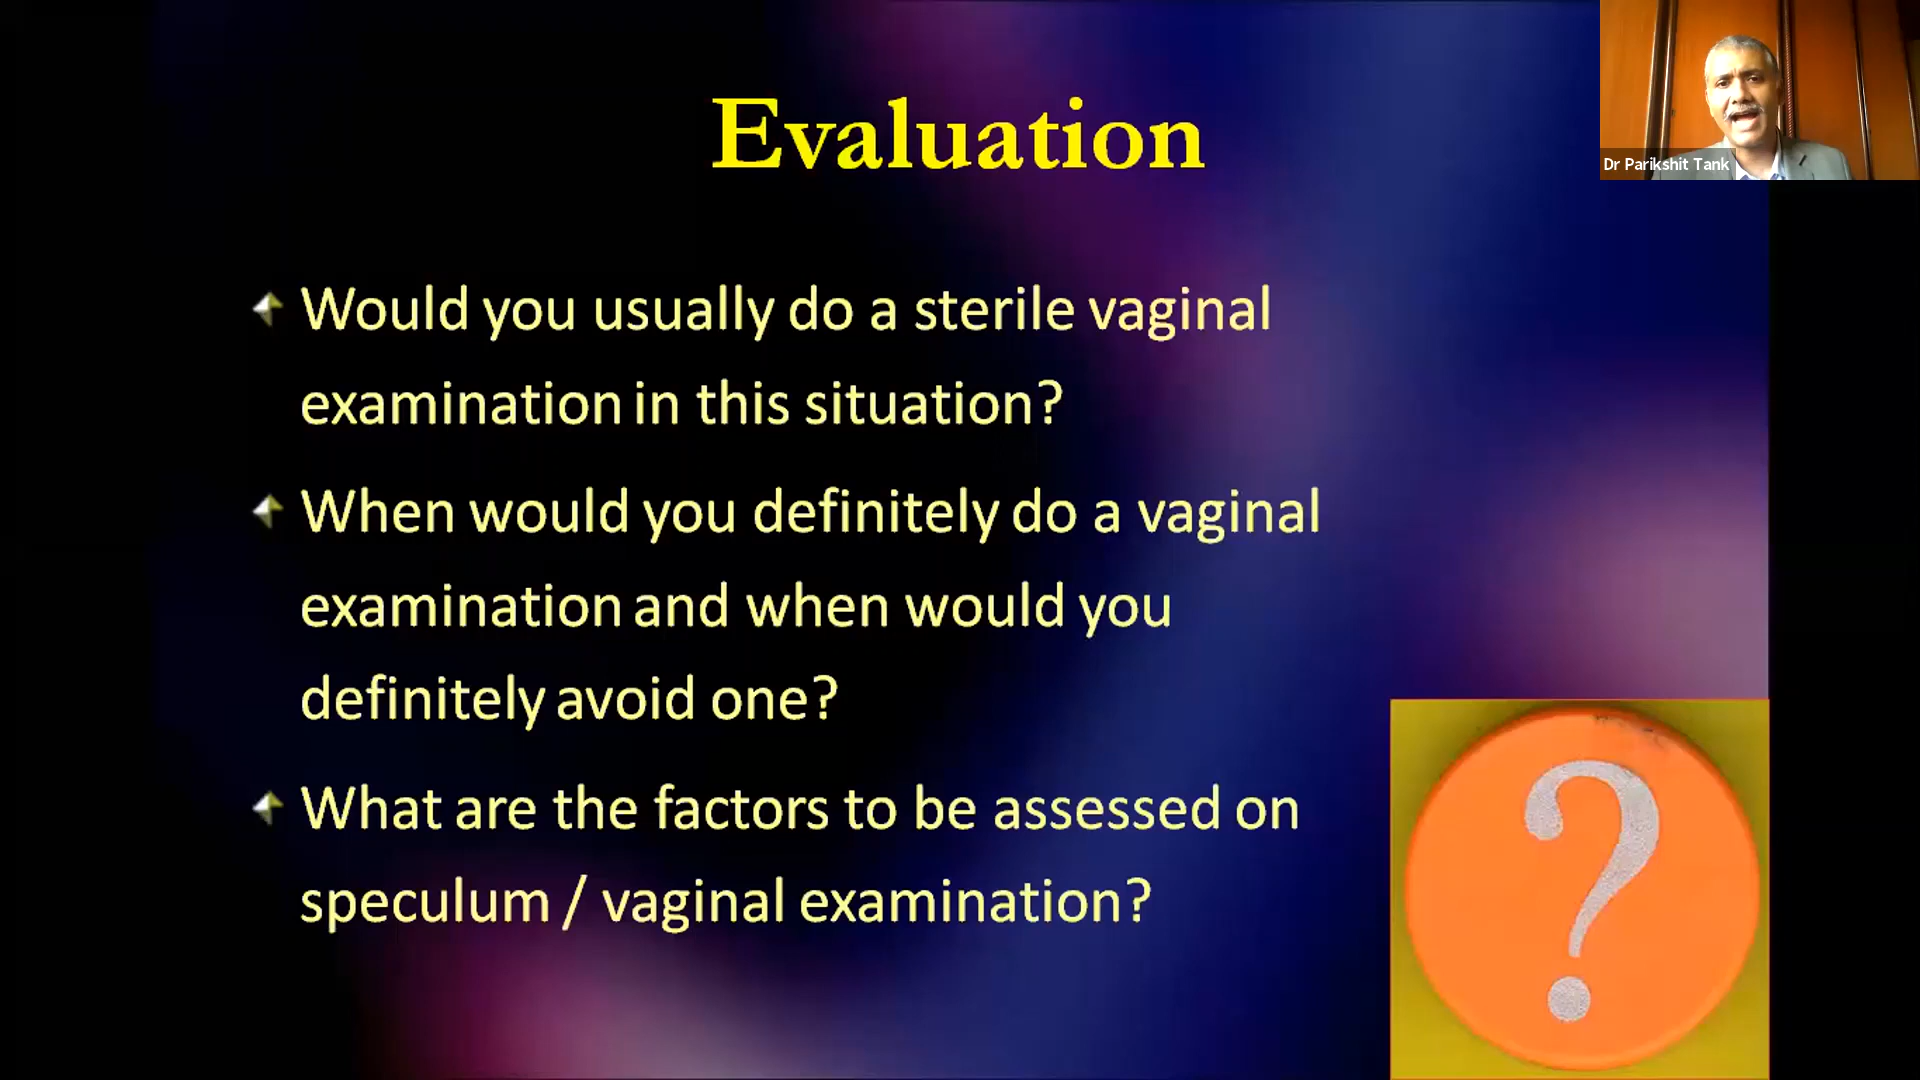 Evaluation
Dr Parikshit Tank
Would you usually do a sterile vaginal
examination in this situation?
When would you definitely do a vaginal
examination and when would you
definitely avoid one?
What are the factors to be assessed on
speculum / vaginal examination?
?